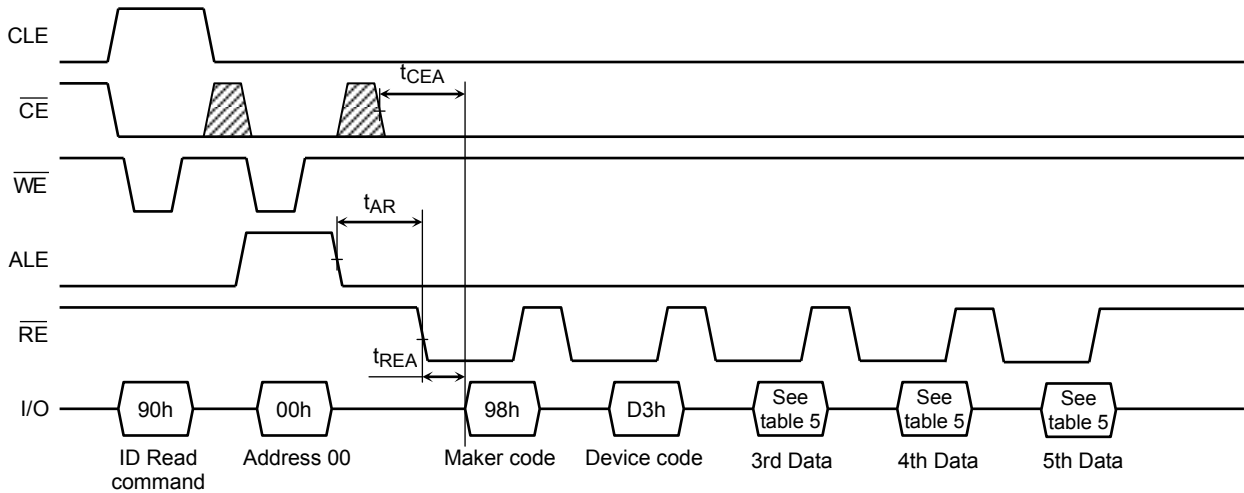 CLE
tCEA
CE
WE
tAR
ALE
RE
tREA
I/O
90h
00h
98h
D3h
See
table 5
See
table 5
See
table 5
ID Read
command
Address 00
Maker code
Device code
3rd Data
4th Data
5th Data